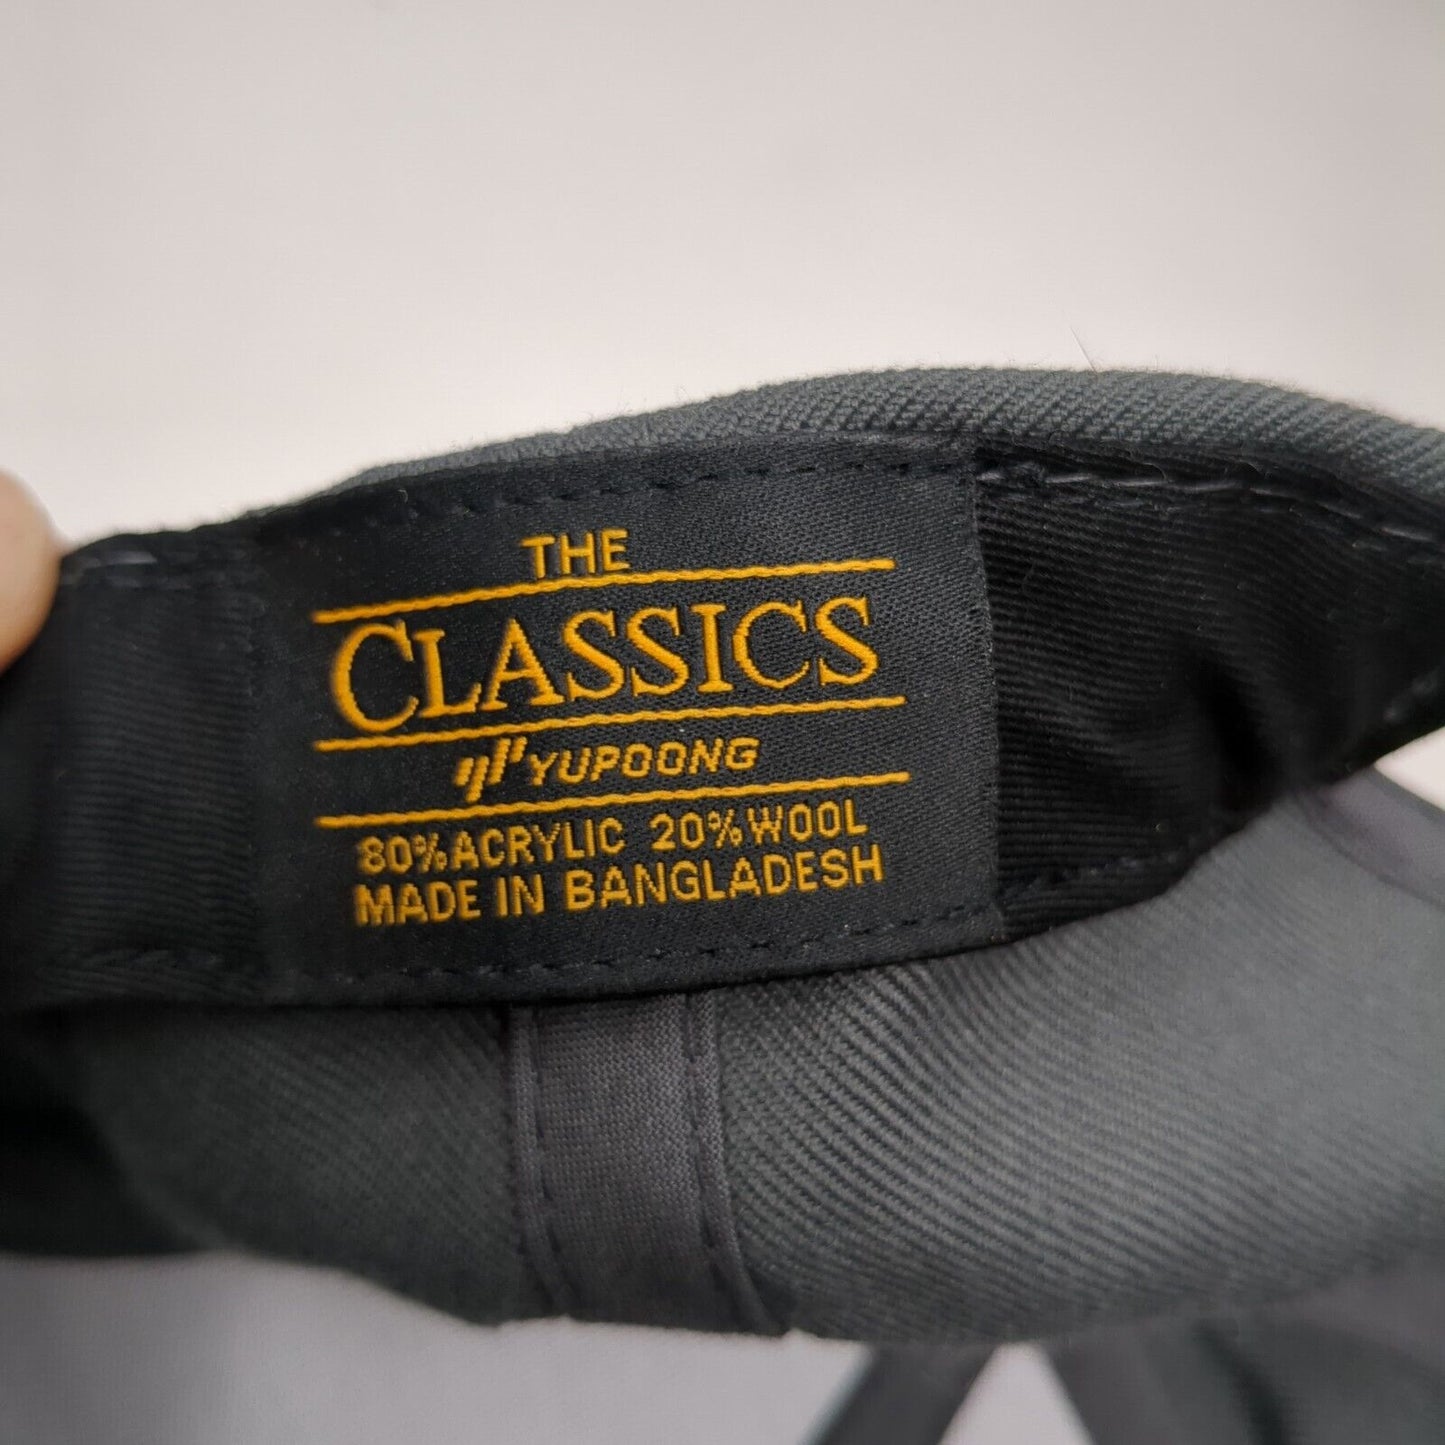 THE
CLASSICS
YUPOONG
80% ACRYLIC 20% WOOL
MADE IN BANGLADESH